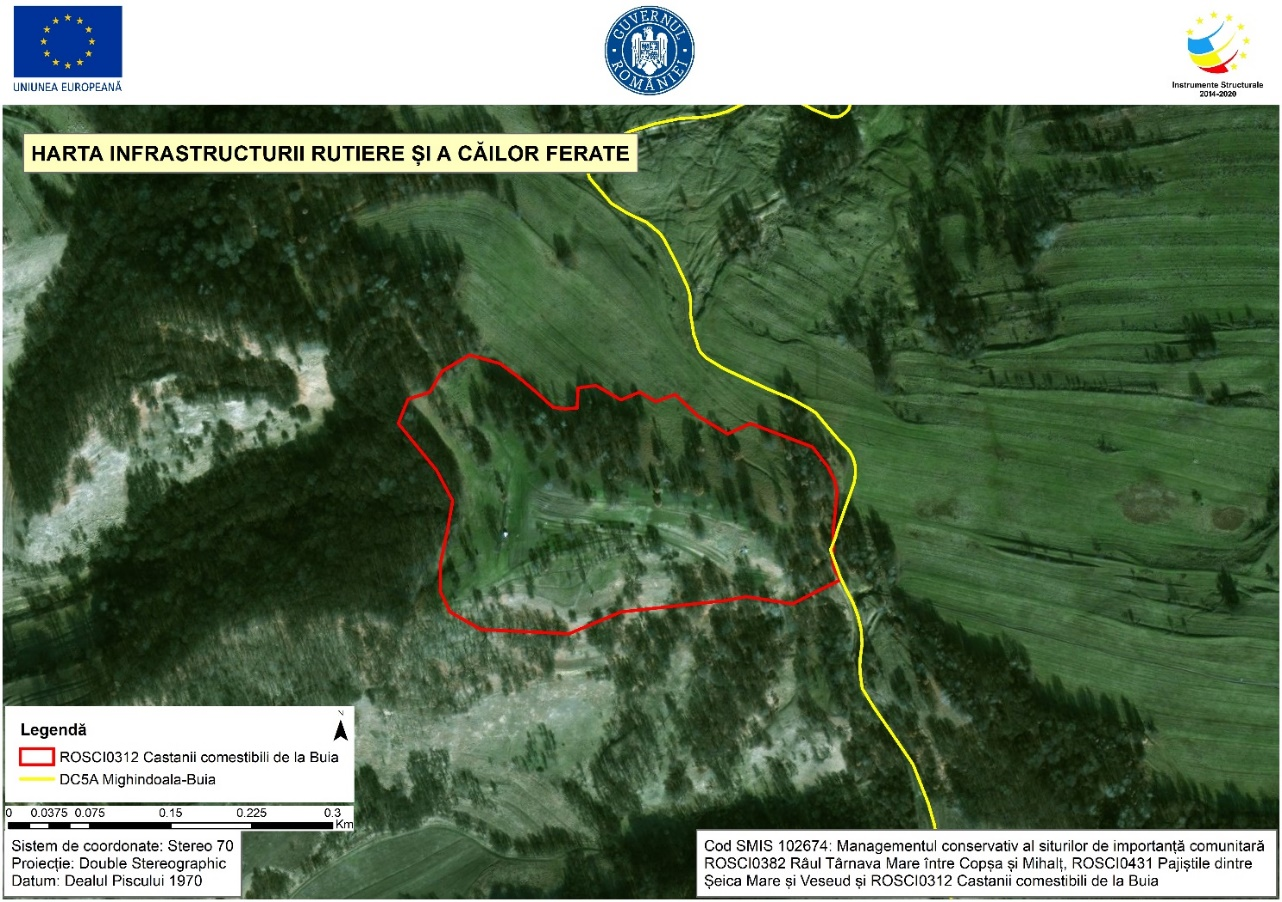 UNIUNEA EUROPEANĂ
GUVERNUL ROMÂNIEI
Instrumente Structurale
2014-2020
HARTA INFRASTRUCTURII RUTIERE ȘI A CĂILOR FERATE
Legendă
N
ROSCI0312 Castanii comestibili de la Buia
DC5A Mighindoala-Buia
0 0.0375 0.075 0.15 0.225 0.3
Km
Sistem de coordonate: Stereo 70
Proiecție: Double Stereographic
Datum: Dealul Piscului 1970
Cod SMIS 102674: Managementul conservativ al siturilor de importanță comunitară
ROSCI0382 Râul Târnava Mare între Copșa și Mihalț, ROSCI0431 Pajiștile dintre
Șeica Mare și Veseud și ROSCI0312 Castanii comestibili de la Buia